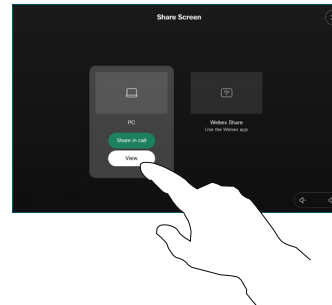 Share Screen
PC
Share in call
View
Webex Share
Use the Webex app